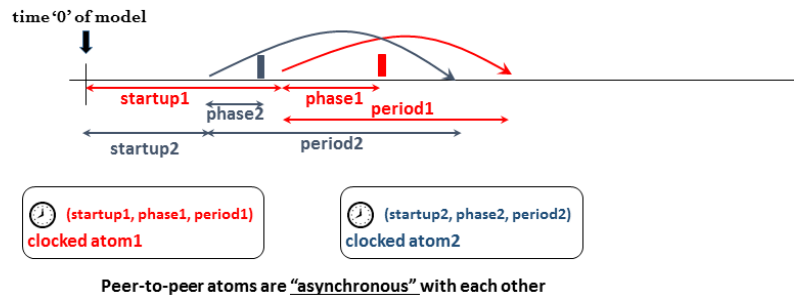 time ‘0’ of model
startup1
phase1
phase2
period1
startup2
period2
(startup1, phase1, period1)
clocked atom1
(startup2, phase2, period2)
clocked atom2
Peer-to-peer atoms are “asynchronous” with each other